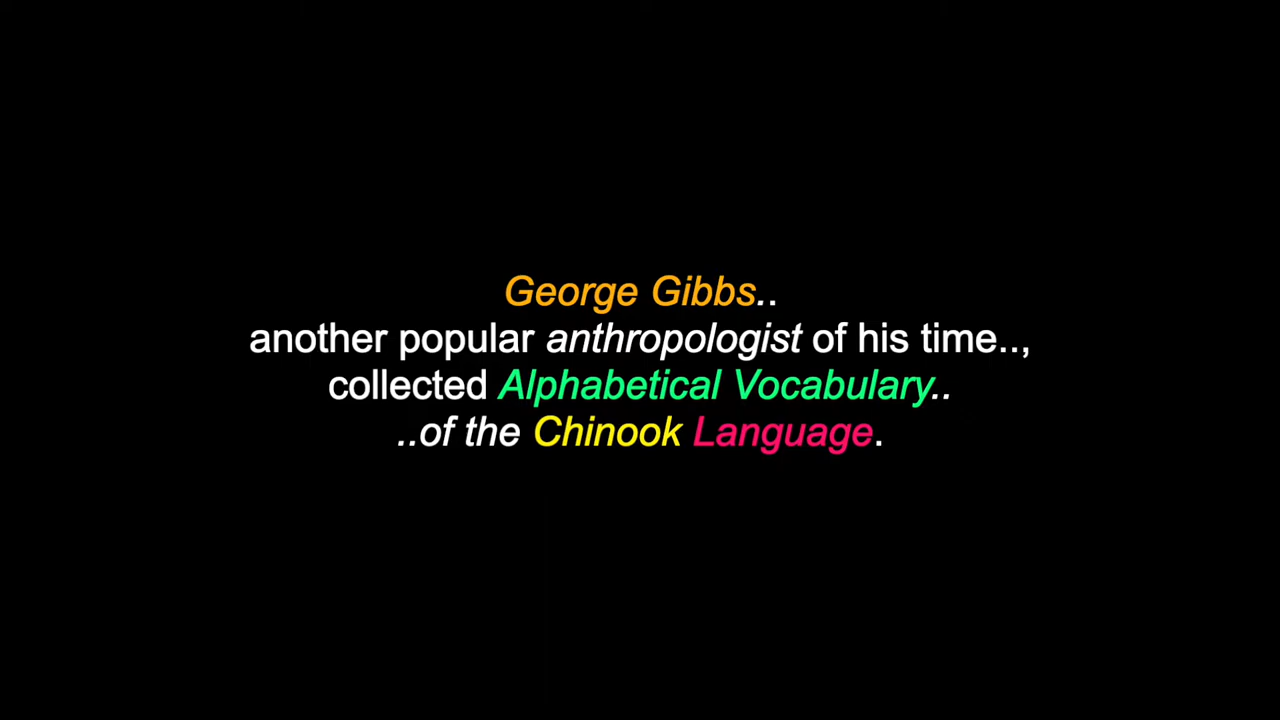 George Gibbs..
another popular anthropologist of his time..,
collected Alphabetical Vocabulary..
..of the Chinook Language.